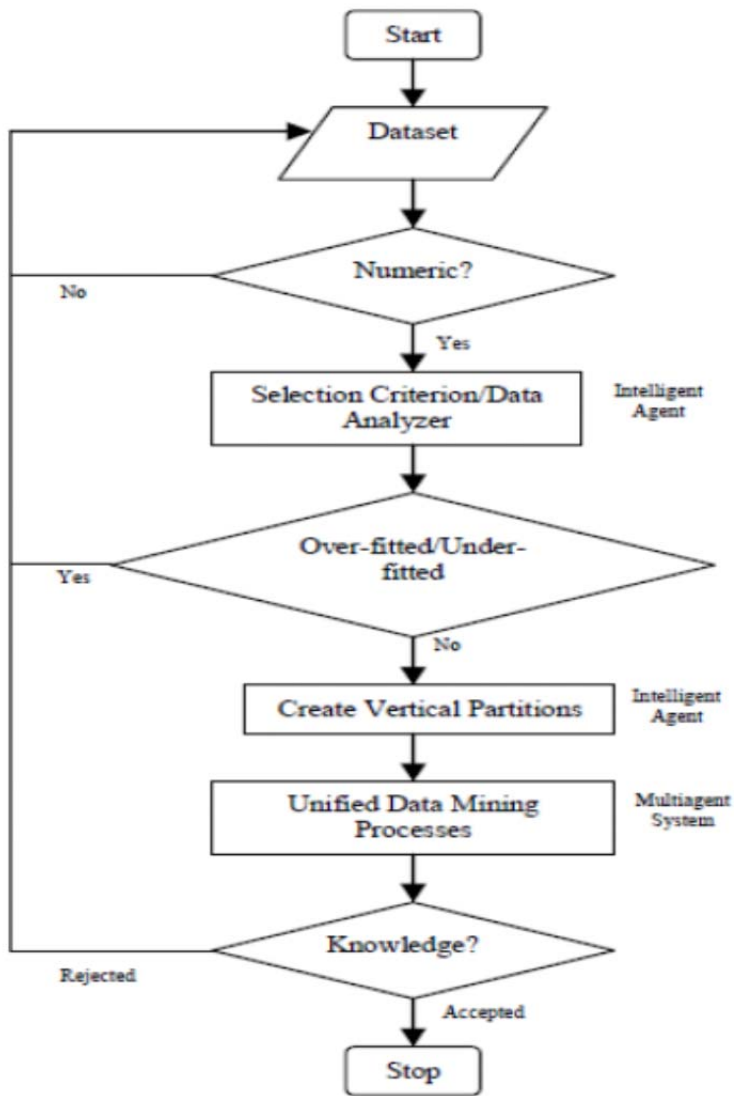 Start
Dataset
Numeric?
No
Yes
Selection Criterion/Data
Analyzer
Intelligent
Agent
Over-fitted/Under-
fitted
Yes
No
Create Vertical Partitions
Intelligent
Agent
Unified Data Mining
Processes
Multiagent
System
Knowledge?
Rejected
Accepted
Stop